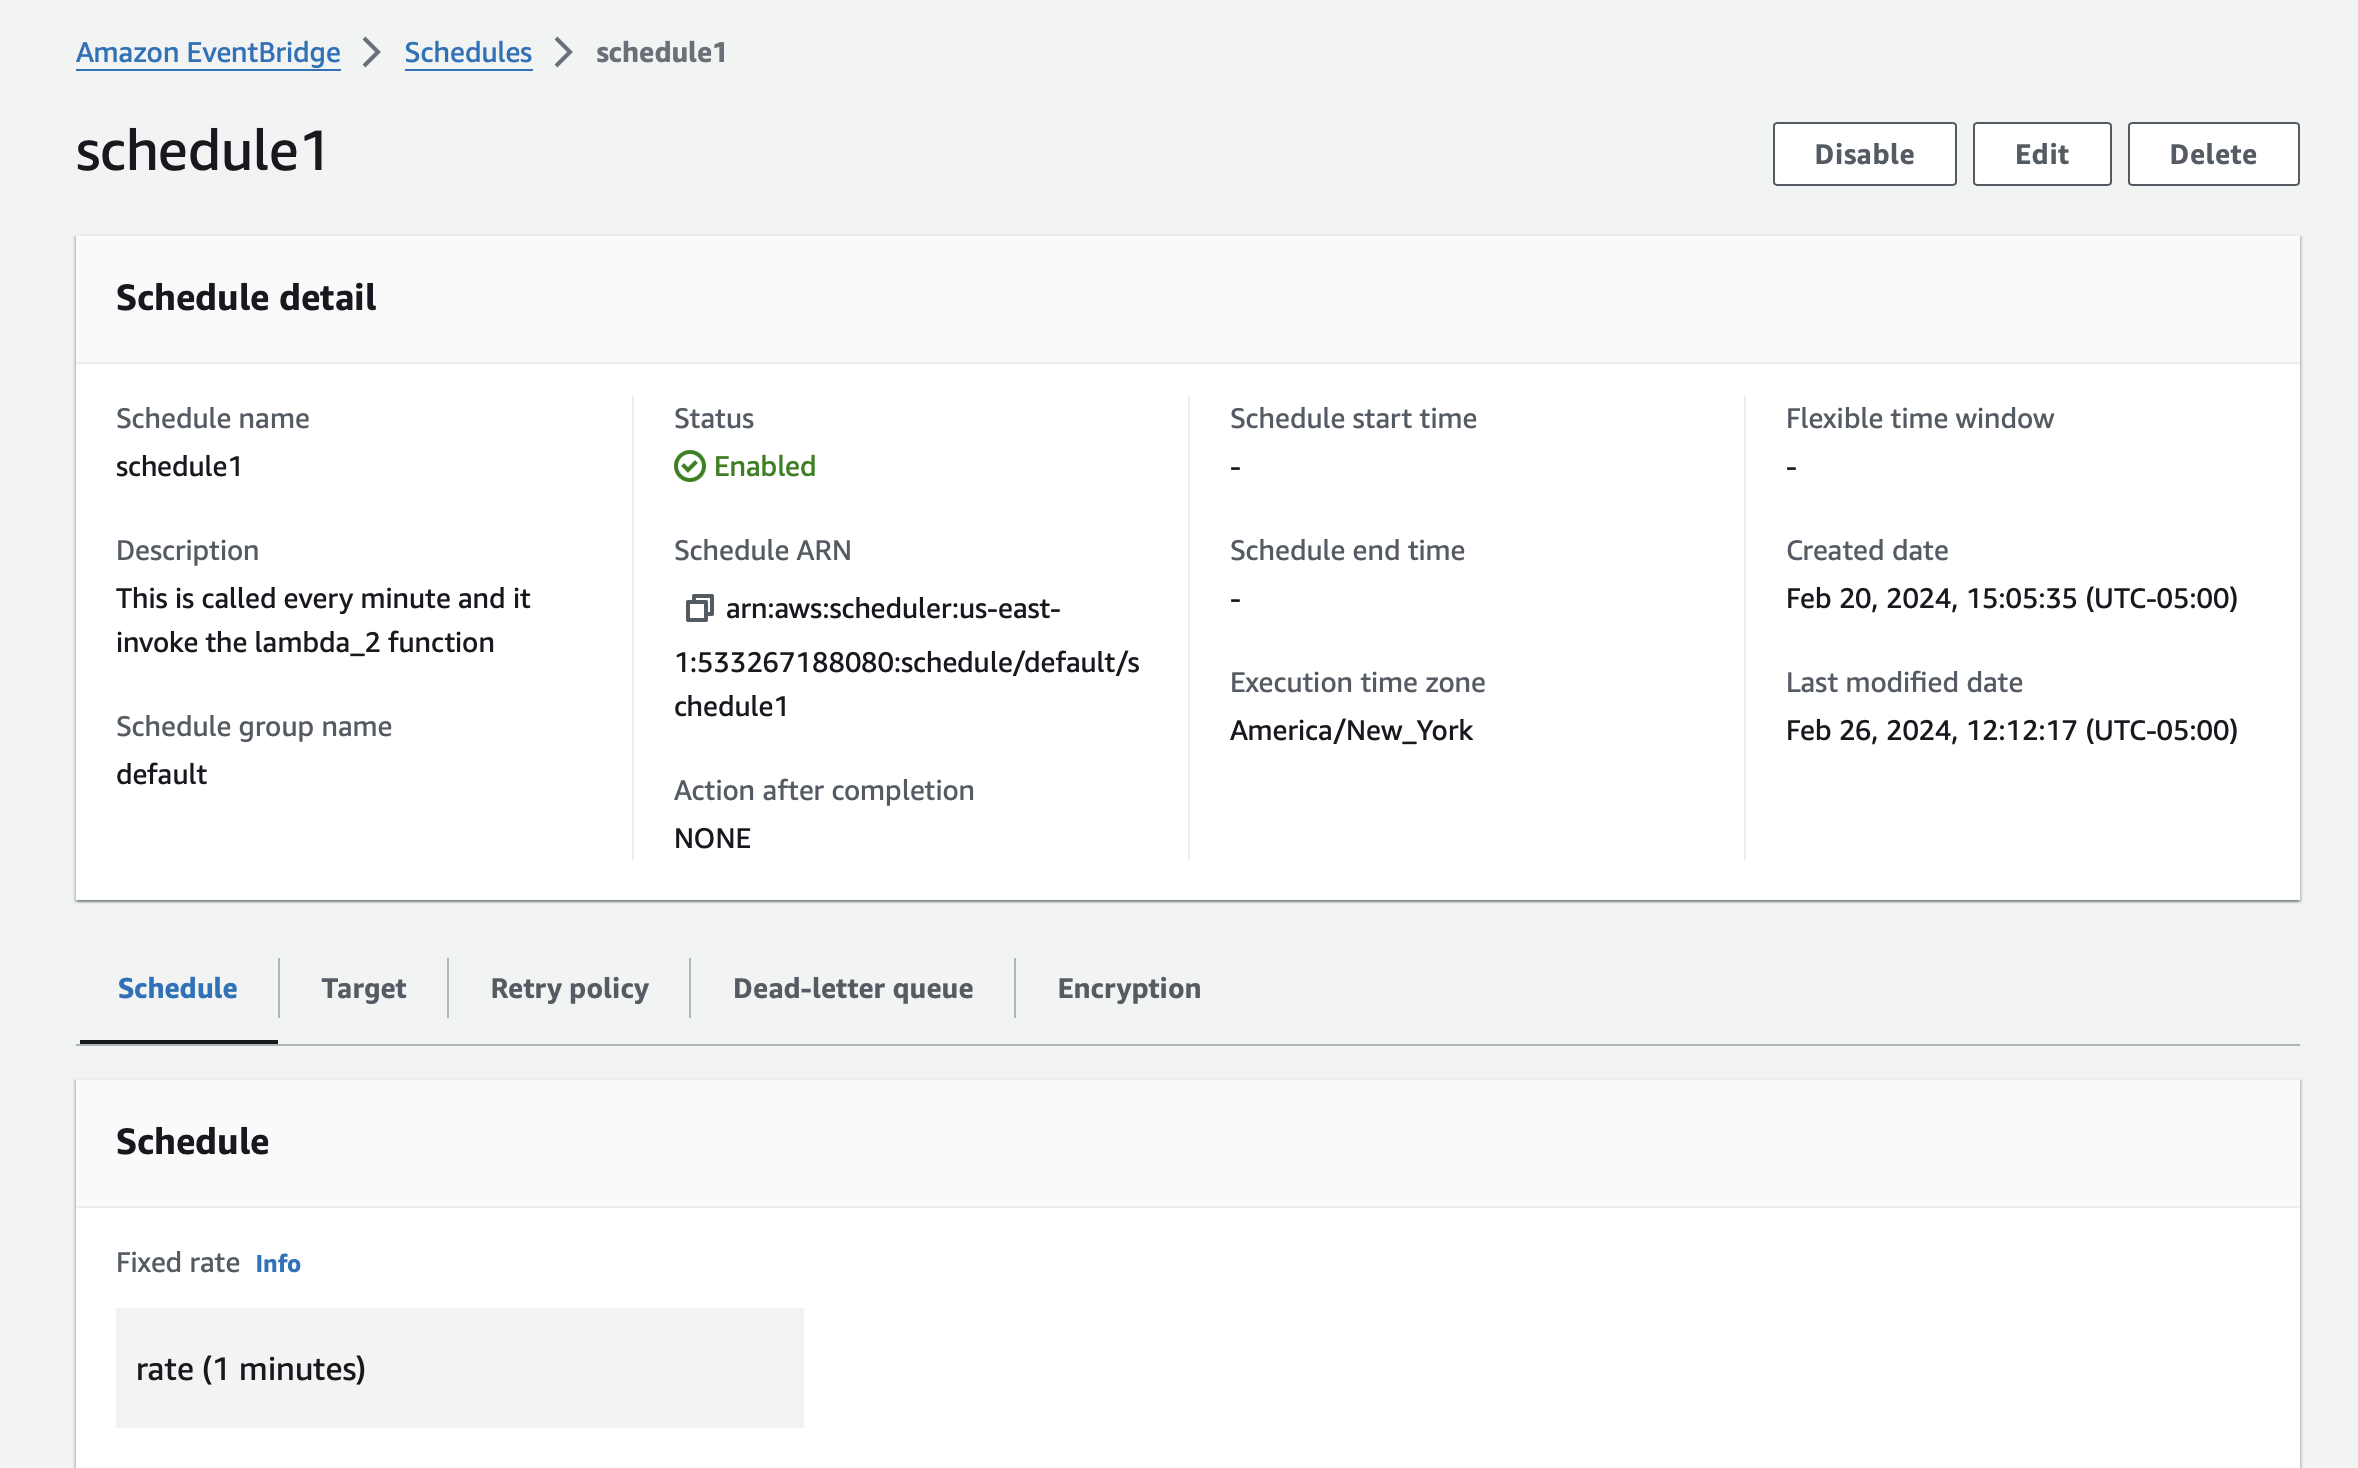 Amazon EventBridge > Schedules > schedule1
schedule1
Disable
Edit
Delete
Schedule detail
Schedule name
schedule1
Description
This is called every minute and it
invoke the lambda_2 function
Schedule group name
default
Status
Enabled
Schedule ARN
arn:aws:scheduler:us-east-
1:533267188080:schedule/default/s
chedule1
Action after completion
NONE
Schedule start time
-
Schedule end time
-
Execution time zone
America/New_York
Flexible time window
-
Created date
Feb 20, 2024, 15:05:35 (UTC-05:00)
Last modified date
Feb 26, 2024, 12:12:17 (UTC-05:00)
Schedule
Target
Retry policy
Dead-letter queue
Encryption
Schedule
Fixed rate Info
rate (1 minutes)